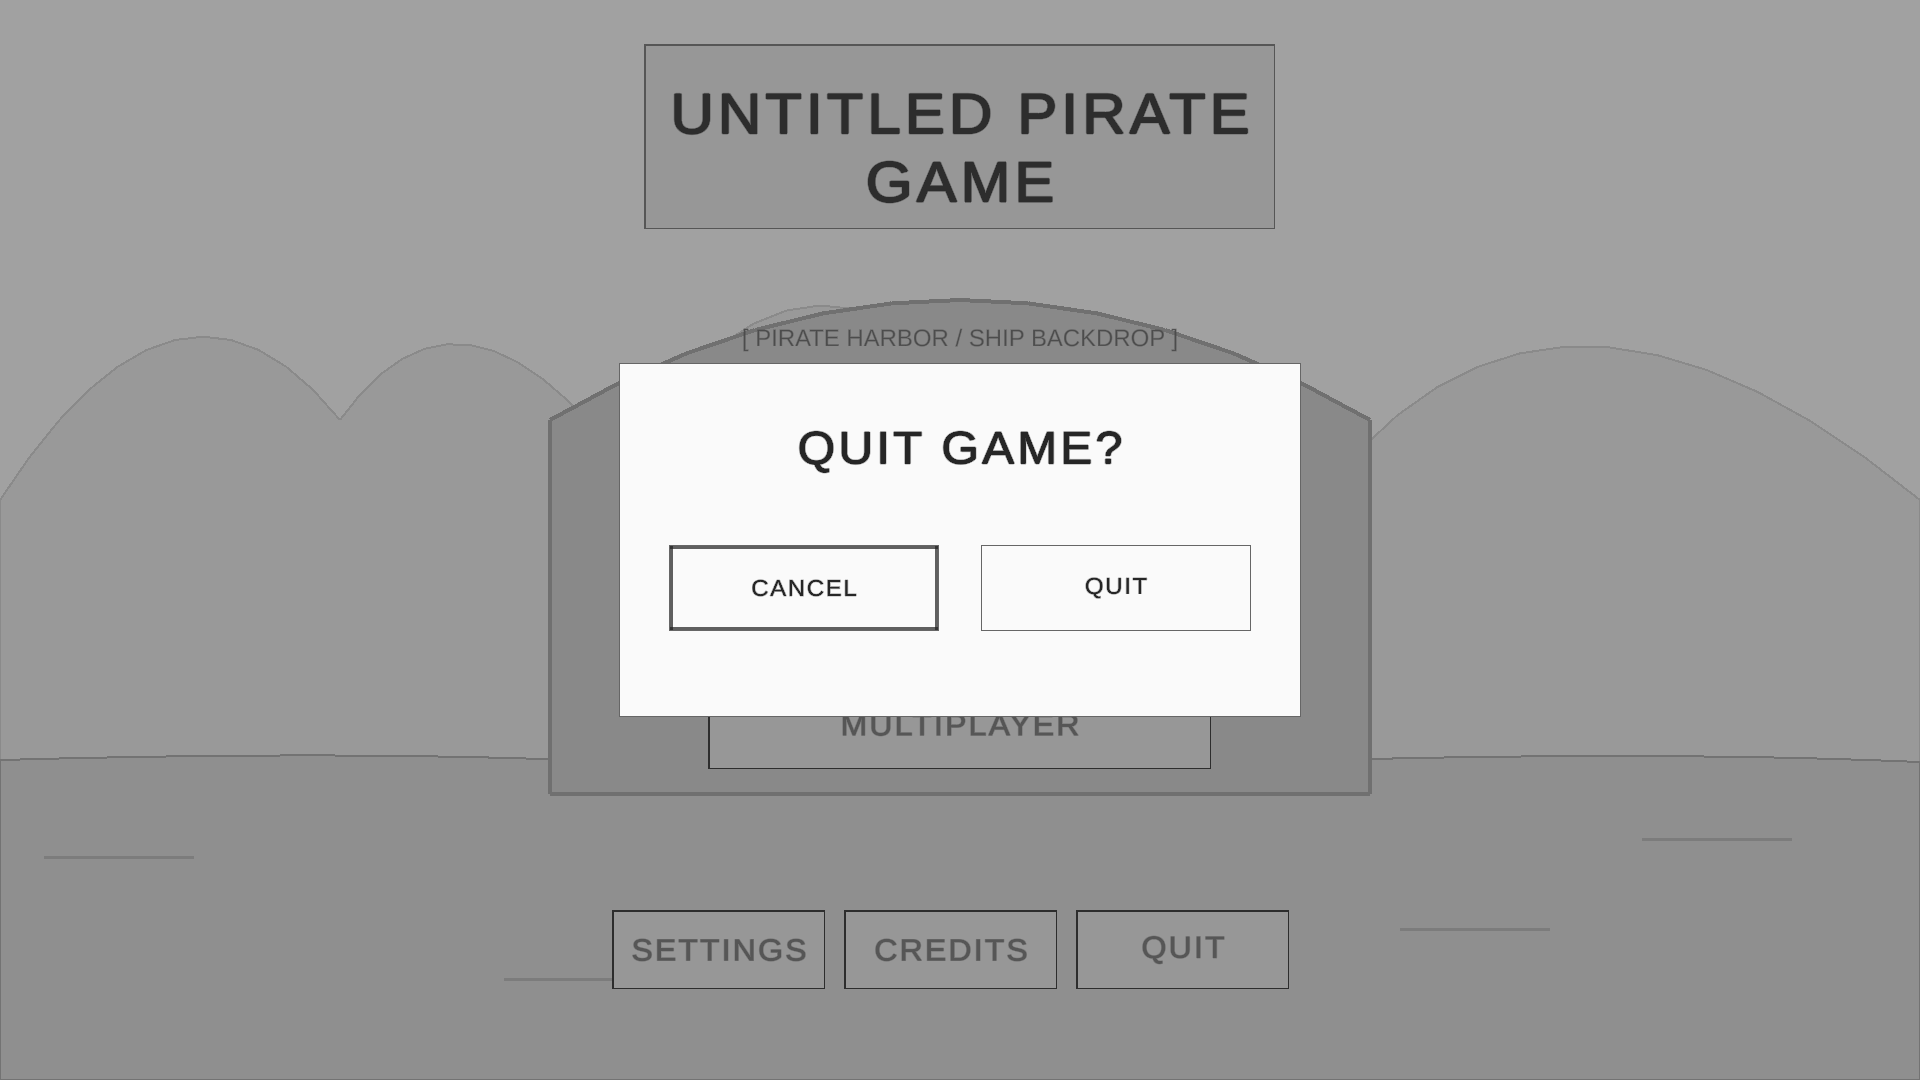 UNTITLED PIRATE
GAME
[ PIRATE HARBOR / SHIP BACKDROP ]
QUIT GAME?
CANCEL
QUIT
MULTIPLAYER
SETTINGS
CREDITS
QUIT